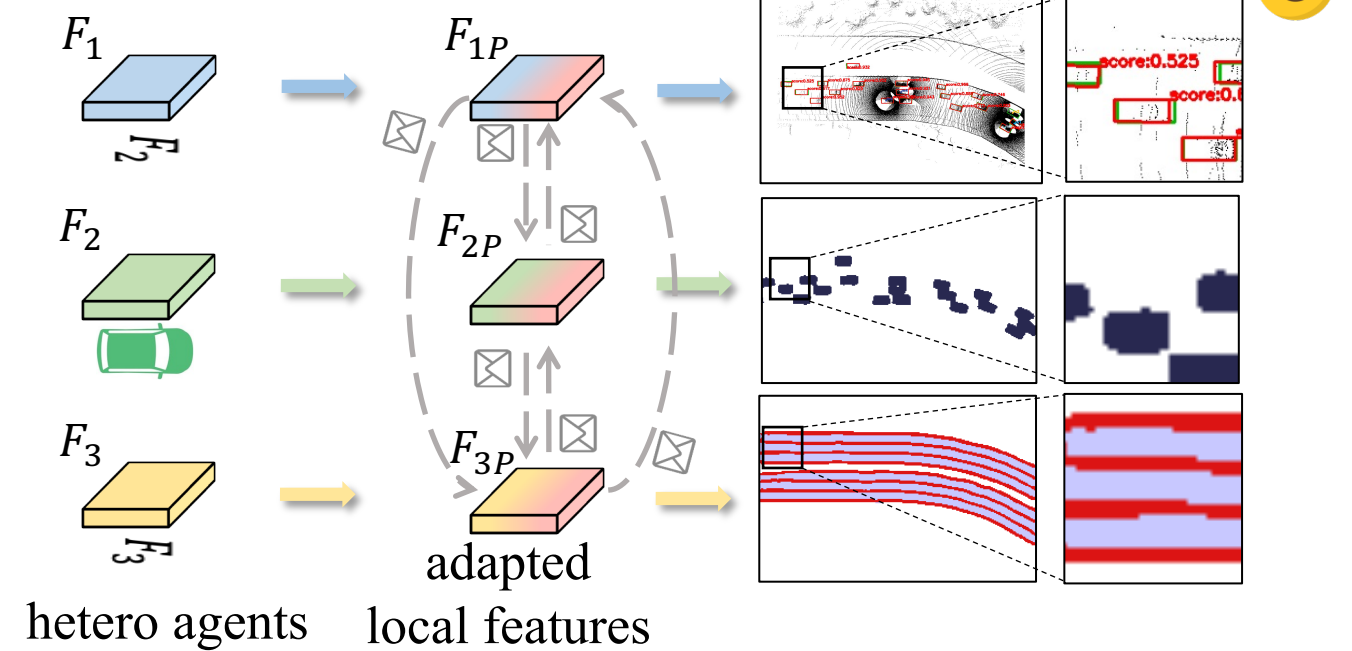 F₁
F₁P
score:0.525
F₂
F₂
F₂P
F₃
F₃P
F₃
adapted
hetero agents
local features